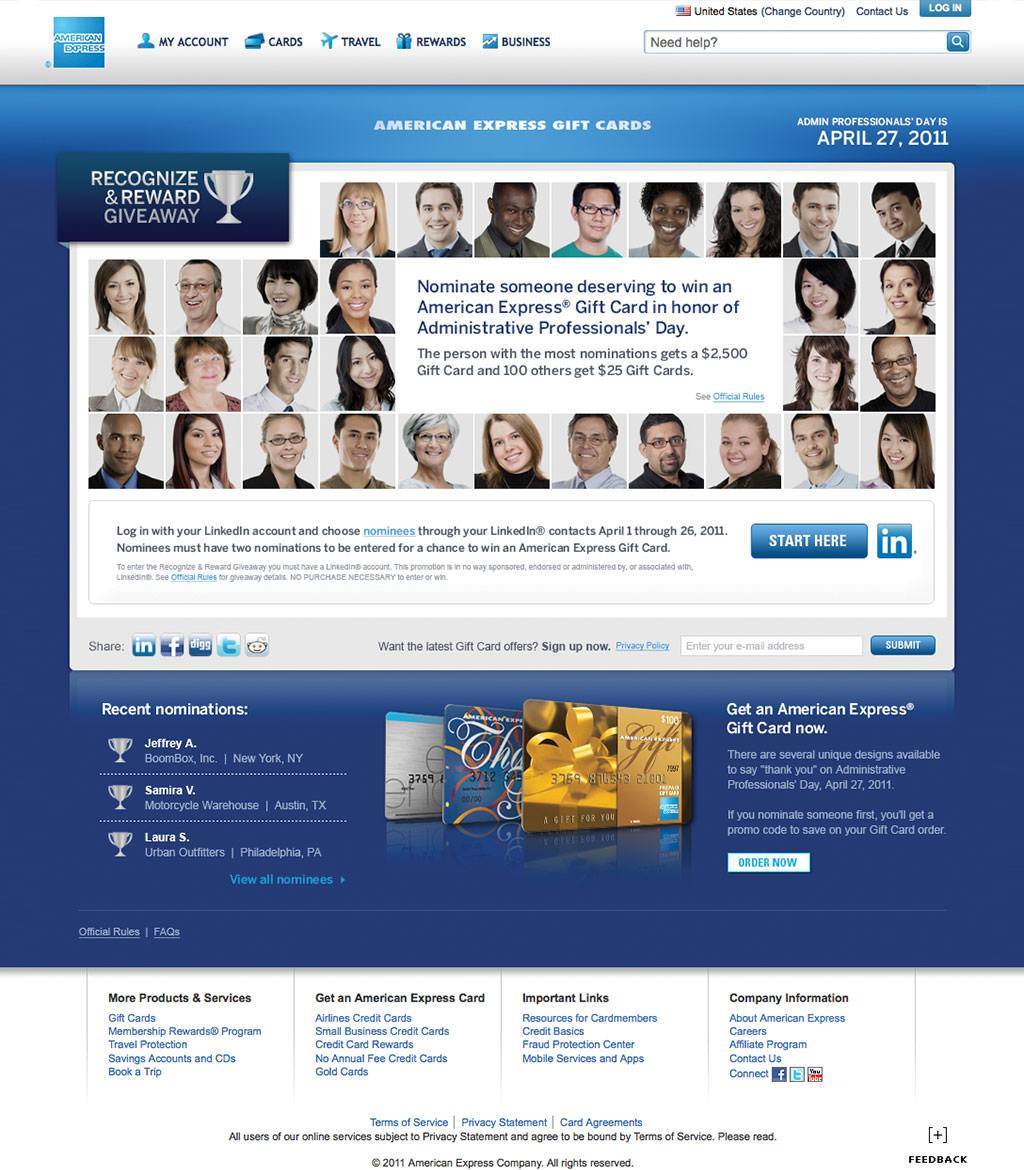 United States (Change Country) Contact Us LOG IN
AMERICAN EXPRESS
®
MY ACCOUNT CARDS TRAVEL REWARDS BUSINESS
Need help?
AMERICAN EXPRESS GIFT CARDS
ADMIN PROFESSIONALS' DAY IS
APRIL 27, 2011
RECOGNIZE
& REWARD
GIVEAWAY
Nominate someone deserving to win an
American Express® Gift Card in honor of
Administrative Professionals' Day.
The person with the most nominations gets a $2,500
Gift Card and 100 others get $25 Gift Cards.
See Official Rules
Log in with your LinkedIn account and choose nominees through your LinkedIn® contacts April 1 through 26, 2011.
Nominees must have two nominations to be entered for a chance to win an American Express Gift Card.
To enter the Recognize & Reward Giveaway you must have a LinkedIn® account. This promotion is in no way sponsored, endorsed or administered by, or associated with,
LinkedIn®. See Official Rules for giveaway details. NO PURCHASE NECESSARY to enter or win.
START HERE
in
Share: in f digg t
Want the latest Gift Card offers? Sign up now. Privacy Policy Enter your e-mail address SUBMIT
Recent nominations:
Jeffrey A.
BoomBox, Inc. | New York, NY
Samira V.
Motorcycle Warehouse | Austin, TX
Laura S.
Urban Outfitters | Philadelphia, PA
View all nominees
3759
AMERICAN EXPR
Tha
3712 34
00/00
$100
AMERICAN EXPRESS
Gift
7997
3769 876543 21001
PREPAID
GIFT CARD
A GIFT FOR YOU
Get an American Express®
Gift Card now.
There are several unique designs available
to say "thank you" on Administrative
Professionals' Day, April 27, 2011.
If you nominate someone first, you'll get a
promo code to save on your Gift Card order.
ORDER NOW
Official Rules | FAQs
More Products & Services
Gift Cards
Membership Rewards® Program
Travel Protection
Savings Accounts and CDs
Book a Trip
Get an American Express Card
Airlines Credit Cards
Small Business Credit Cards
Credit Card Rewards
No Annual Fee Credit Cards
Gold Cards
Important Links
Resources for Cardmembers
Credit Basics
Fraud Protection Center
Mobile Services and Apps
Company Information
About American Express
Careers
Affiliate Program
Contact Us
Connect f t You Tube
Terms of Service | Privacy Statement | Card Agreements
All users of our online services subject to Privacy Statement and agree to be bound by Terms of Service. Please read.
© 2011 American Express Company. All rights reserved.
[+]
FEEDBACK